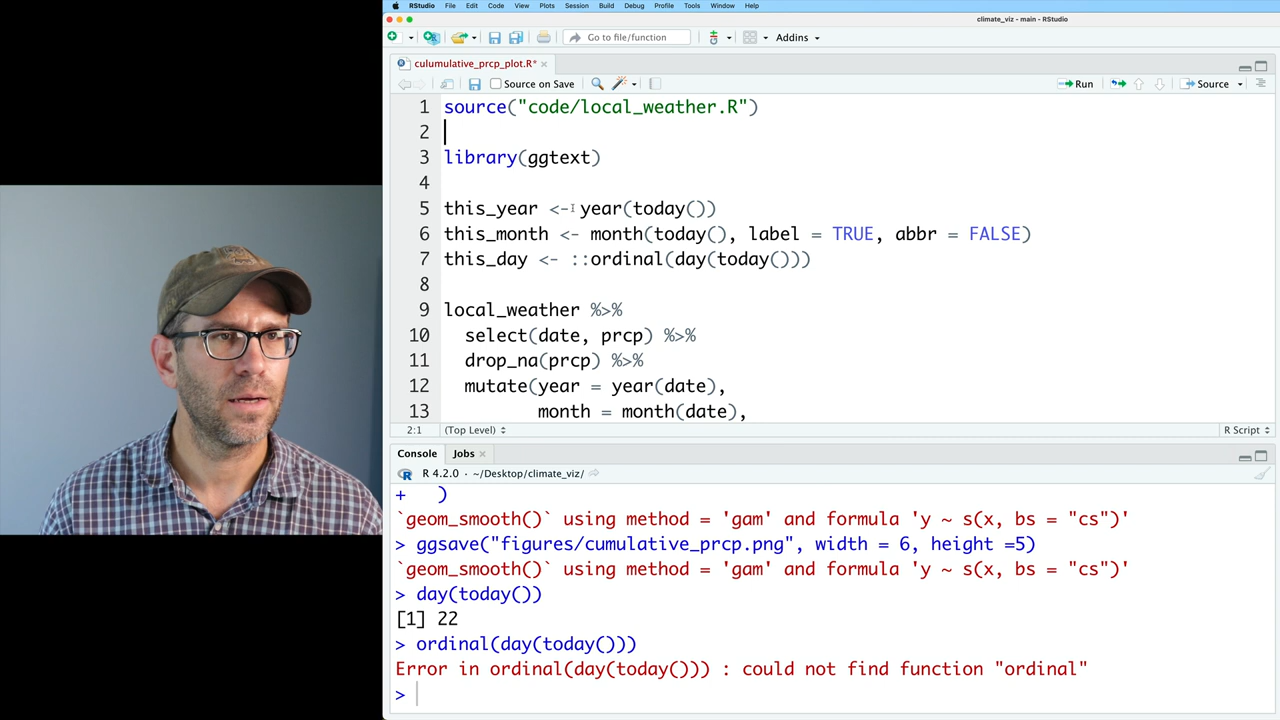 RStudio File Edit Code View Plots Session Build Debug Profile Tools Window Help
climate_viz - main - RStudio
Go to file/function Addins
culumulative_prcp_plot.R*
Source on Save Run Source
1 source("code/local_weather.R")
2
3 library(ggtext)
4
5 this_year <- year(today())
6 this_month <- month(today(), label = TRUE, abbr = FALSE)
7 this_day <- ::ordinal(day(today()))
8
9 local_weather %>%
10 select(date, prcp) %>%
11 drop_na(prcp) %>%
12 mutate(year = year(date),
13 month = month(date),
2:1 (Top Level) R Script
Console Jobs
R 4.2.0 · ~/Desktop/climate_viz/
+ )
`geom_smooth()` using method = 'gam' and formula 'y ~ s(x, bs = "cs")'
> ggsave("figures/cumulative_prcp.png", width = 6, height =5)
`geom_smooth()` using method = 'gam' and formula 'y ~ s(x, bs = "cs")'
> day(today())
[1] 22
> ordinal(day(today()))
Error in ordinal(day(today())) : could not find function "ordinal"
>